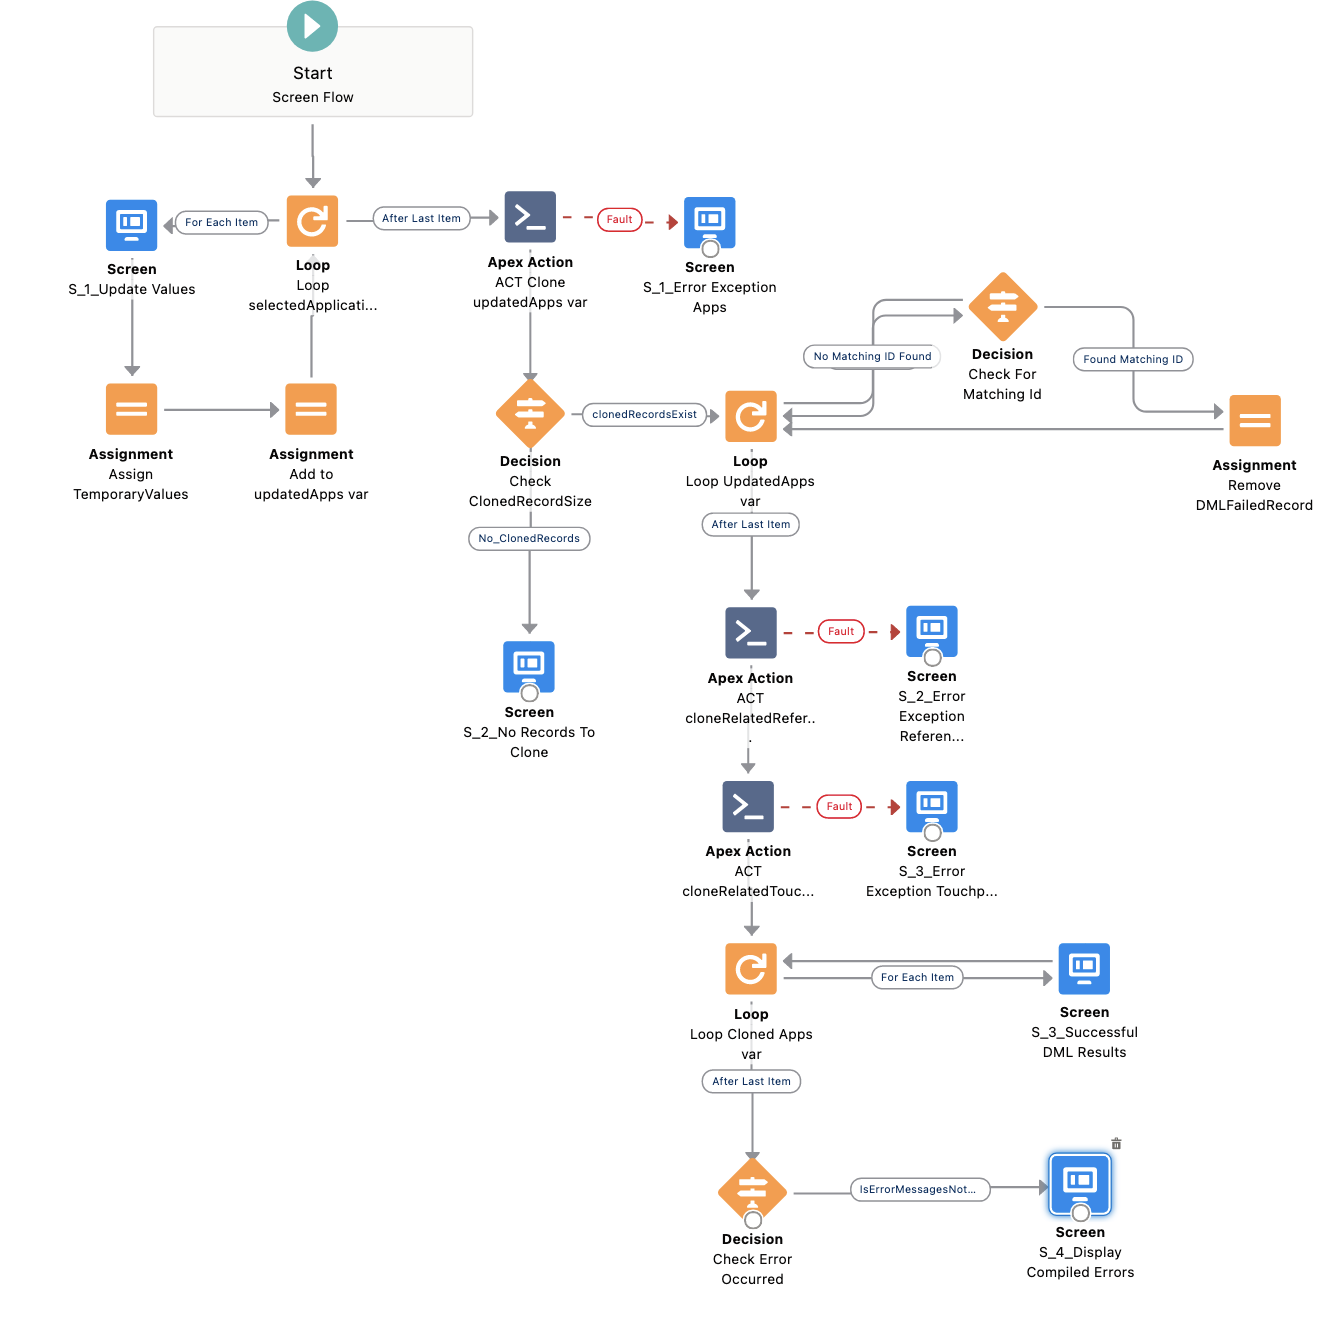 Start
Screen Flow
For Each Item
After Last Item
Fault
Screen
S_1_Update Values
Loop
Loop
selectedApplicati...
Apex Action
ACT Clone
updatedApps var
Screen
S_1_Error Exception
Apps
No Matching ID Found
Decision
Check For
Matching Id
Found Matching ID
clonedRecordsExist
Assignment
Assign
TemporaryValues
Assignment
Add to
updatedApps var
Decision
Check
ClonedRecordSize
Loop
Loop UpdatedApps
var
Assignment
Remove
DMLFailedRecord
No_ClonedRecords
After Last Item
Fault
Screen
S_2_No Records To
Clone
Apex Action
ACT
cloneRelatedRefer..
.
Screen
S_2_Error
Exception
Referen...
Fault
Apex Action
ACT
cloneRelatedTouc...
Screen
S_3_Error
Exception Touchp...
For Each Item
Loop
Loop Cloned Apps
var
Screen
S_3_Successful
DML Results
After Last Item
IsErrorMessagesNot...
Decision
Check Error
Occurred
Screen
S_4_Display
Compiled Errors